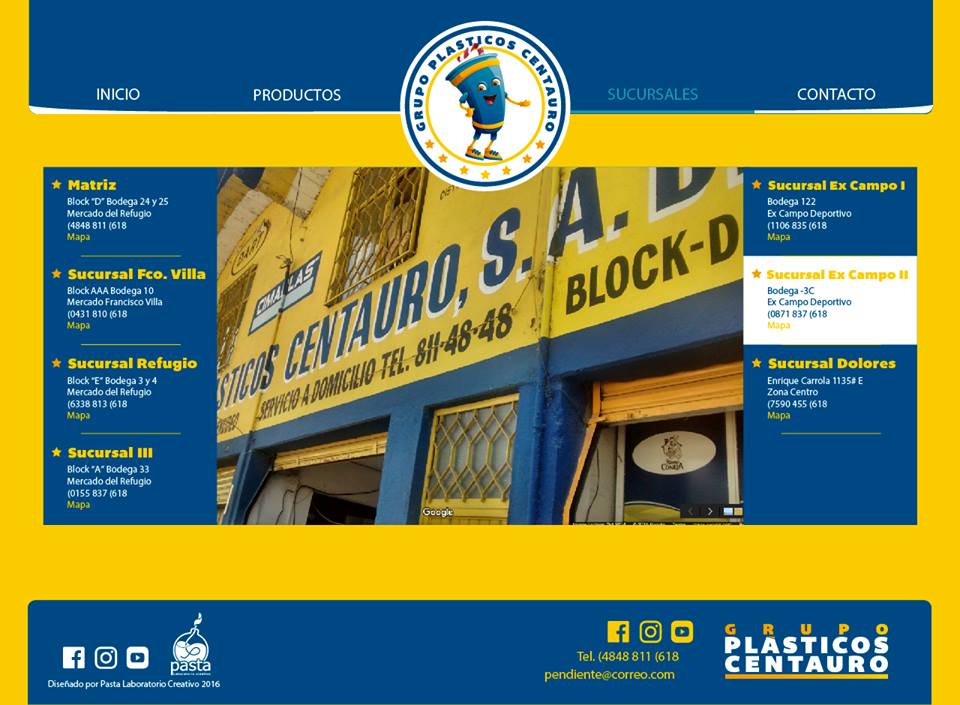 INICIO
PRODUCTOS
GRUPO PLASTICOS CENTAURO
SUCURSALES
CONTACTO
Matriz
Block "D" Bodega 24 y 25
Mercado del Refugio
(4848 811 (618
Mapa
Sucursal Fco. Villa
Block AAA Bodega 10
Mercado Francisco Villa
(0431 810 (618
Mapa
Sucursal Refugio
Block "E" Bodega 3 y 4
Mercado del Refugio
(6338 813 (618
Mapa
Sucursal III
Block "A" Bodega 33
Mercado del Refugio
(0155 837 (618
Mapa
S.A. D
STICOS CENTAURO,
BLOCK-D
SERVICIO A DOMICILIO TEL. 811-48-48
Google
Sucursal Ex Campo I
Bodega 122
Ex Campo Deportivo
(1106 835 (618
Mapa
Sucursal Ex Campo II
Bodega -3C
Ex Campo Deportivo
(0871 837 (618
Mapa
Sucursal Dolores
Enrique Carrola 1135# E
Zona Centro
(7590 455 (618
Mapa
pasta
Laboratorio creativo
Diseñado por Pasta Laboratorio Creativo 2016
Tel. (4848 811 (618
pendiente@correo.com
GRUPO
PLASTICOS
CENTAURO